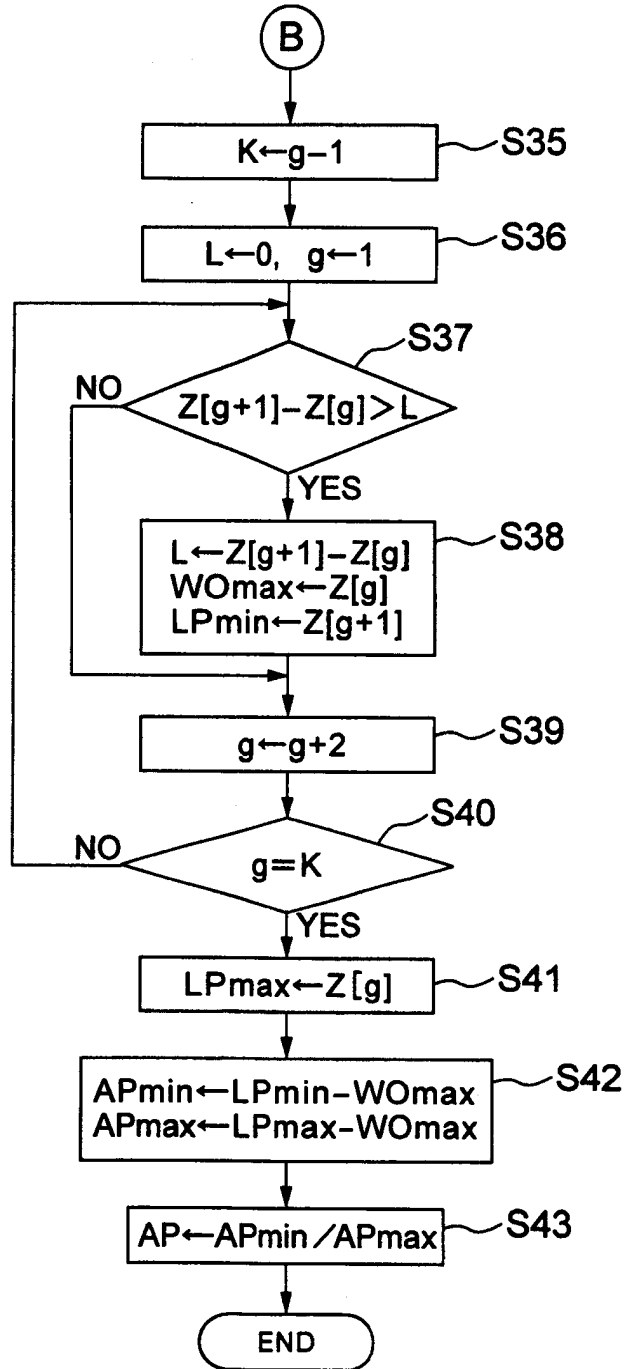 B
K←g−1
S35
L←0, g←1
S36
S37
NO
Z[g+1]−Z[g]>L
YES
S38
L←Z[g+1]−Z[g]
WOmax←Z[g]
LPmin←Z[g+1]
g←g+2
S39
S40
NO
g=K
YES
LPmax←Z[g]
S41
APmin←LPmin−WOmax
APmax←LPmax−WOmax
S42
AP←APmin/APmax
S43
END